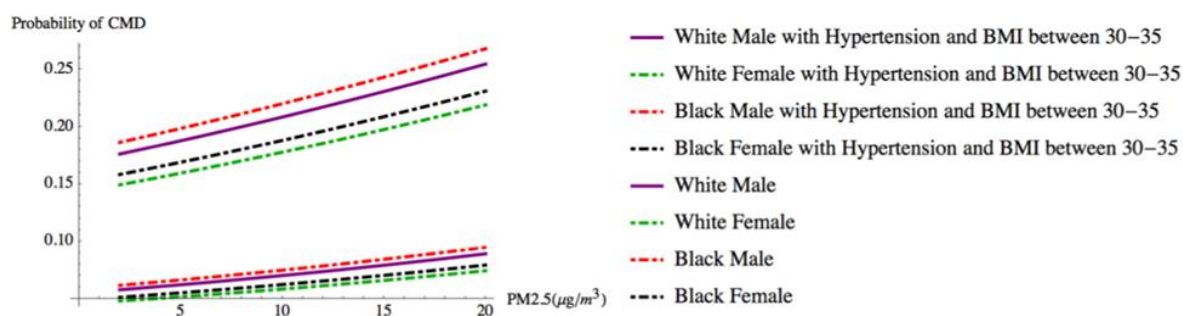 Probability of CMD
0.25
0.20
0.15
0.10
5
10
15
20
PM2.5(μg/m³)
White Male with Hypertension and BMI between 30–35
White Female with Hypertension and BMI between 30–35
Black Male with Hypertension and BMI between 30–35
Black Female with Hypertension and BMI between 30–35
White Male
White Female
Black Male
Black Female